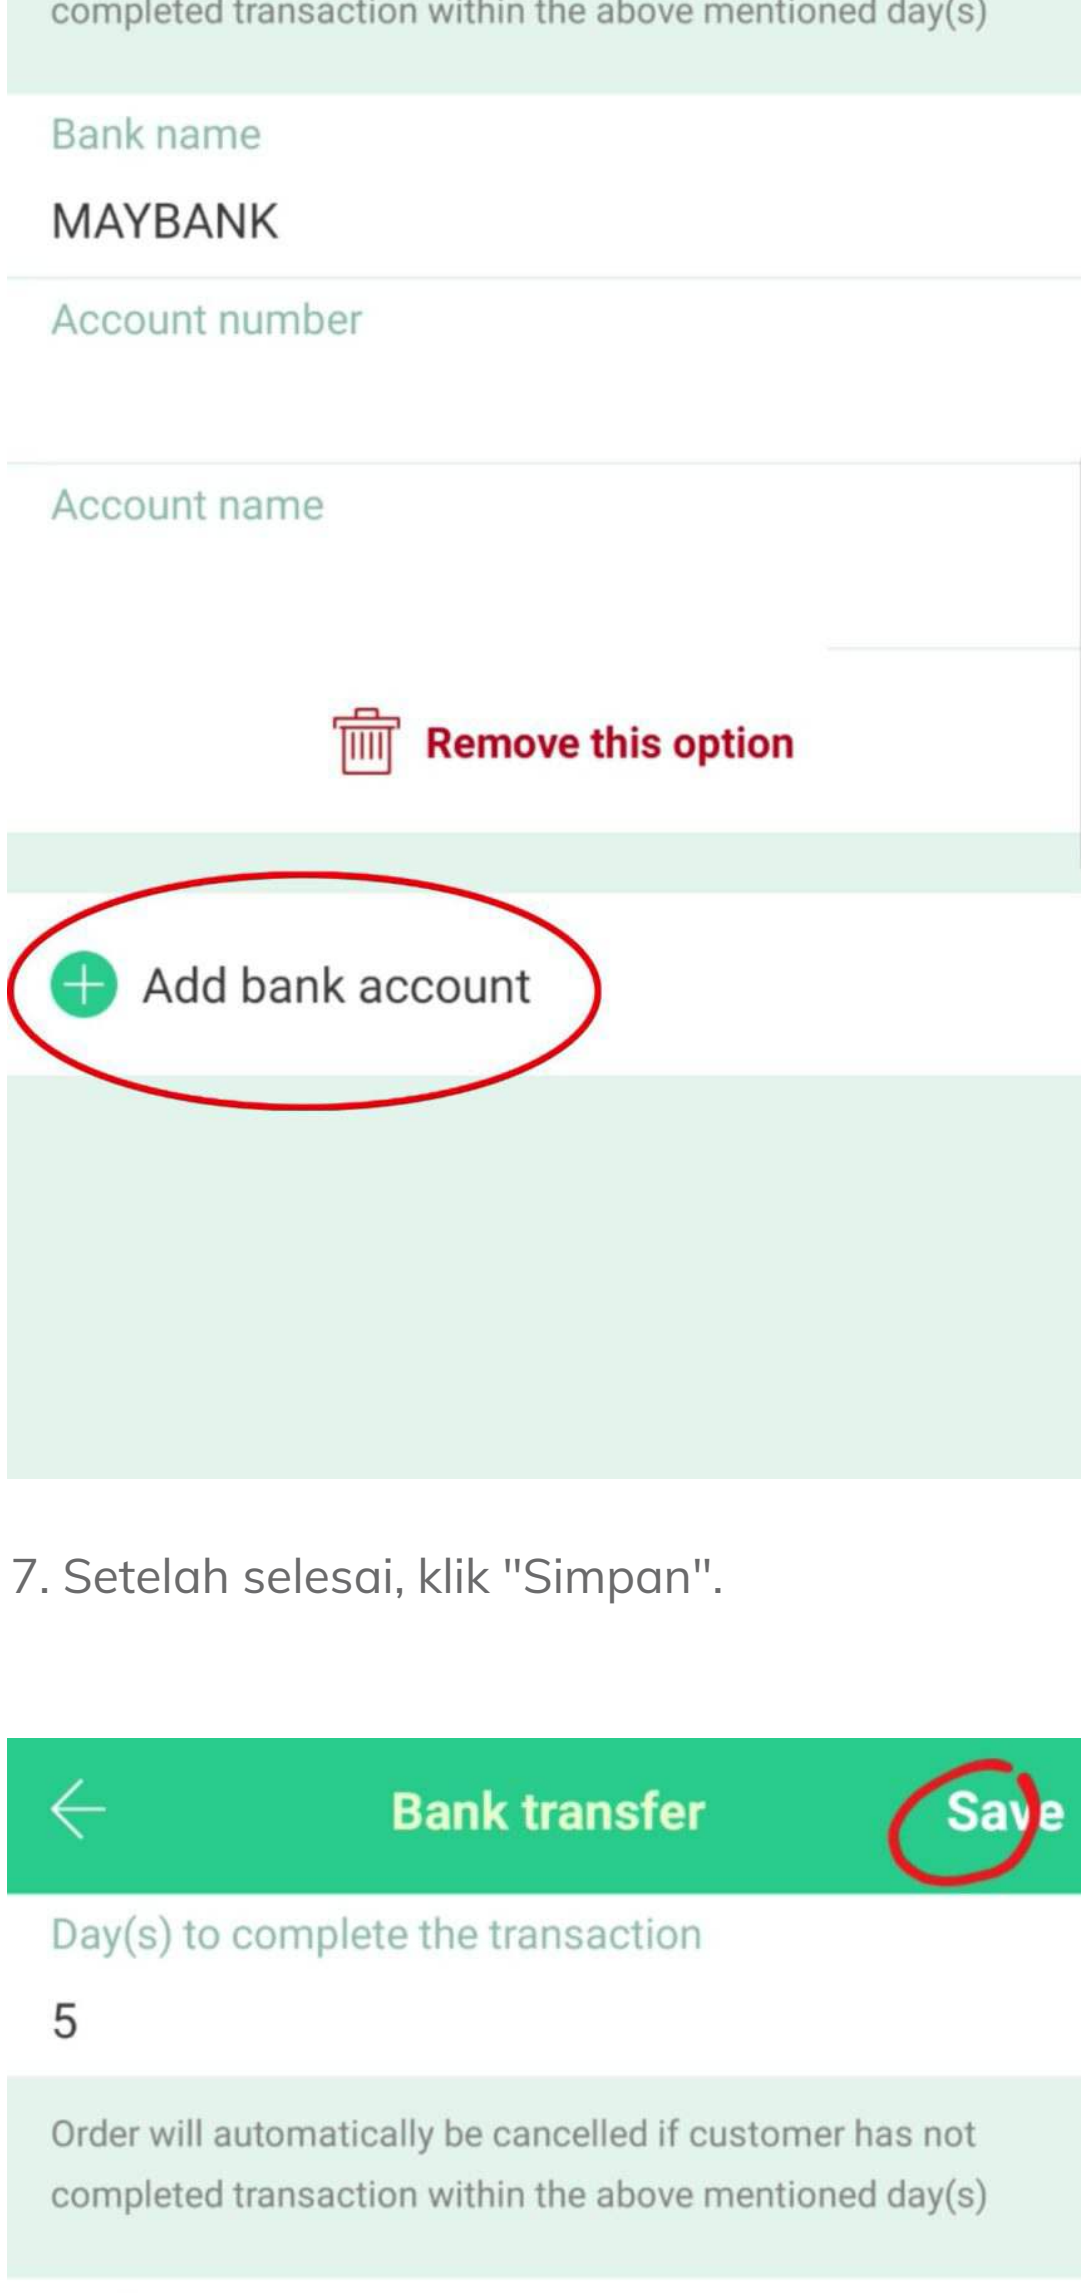 completed transaction within the above mentioned day(s)
Bank name
MAYBANK
Account number
Account name
Remove this option
Add bank account
7. Setelah selesai, klik "Simpan".
Bank transfer
Save
Day(s) to complete the transaction
5
Order will automatically be cancelled if customer has not
completed transaction within the above mentioned day(s)